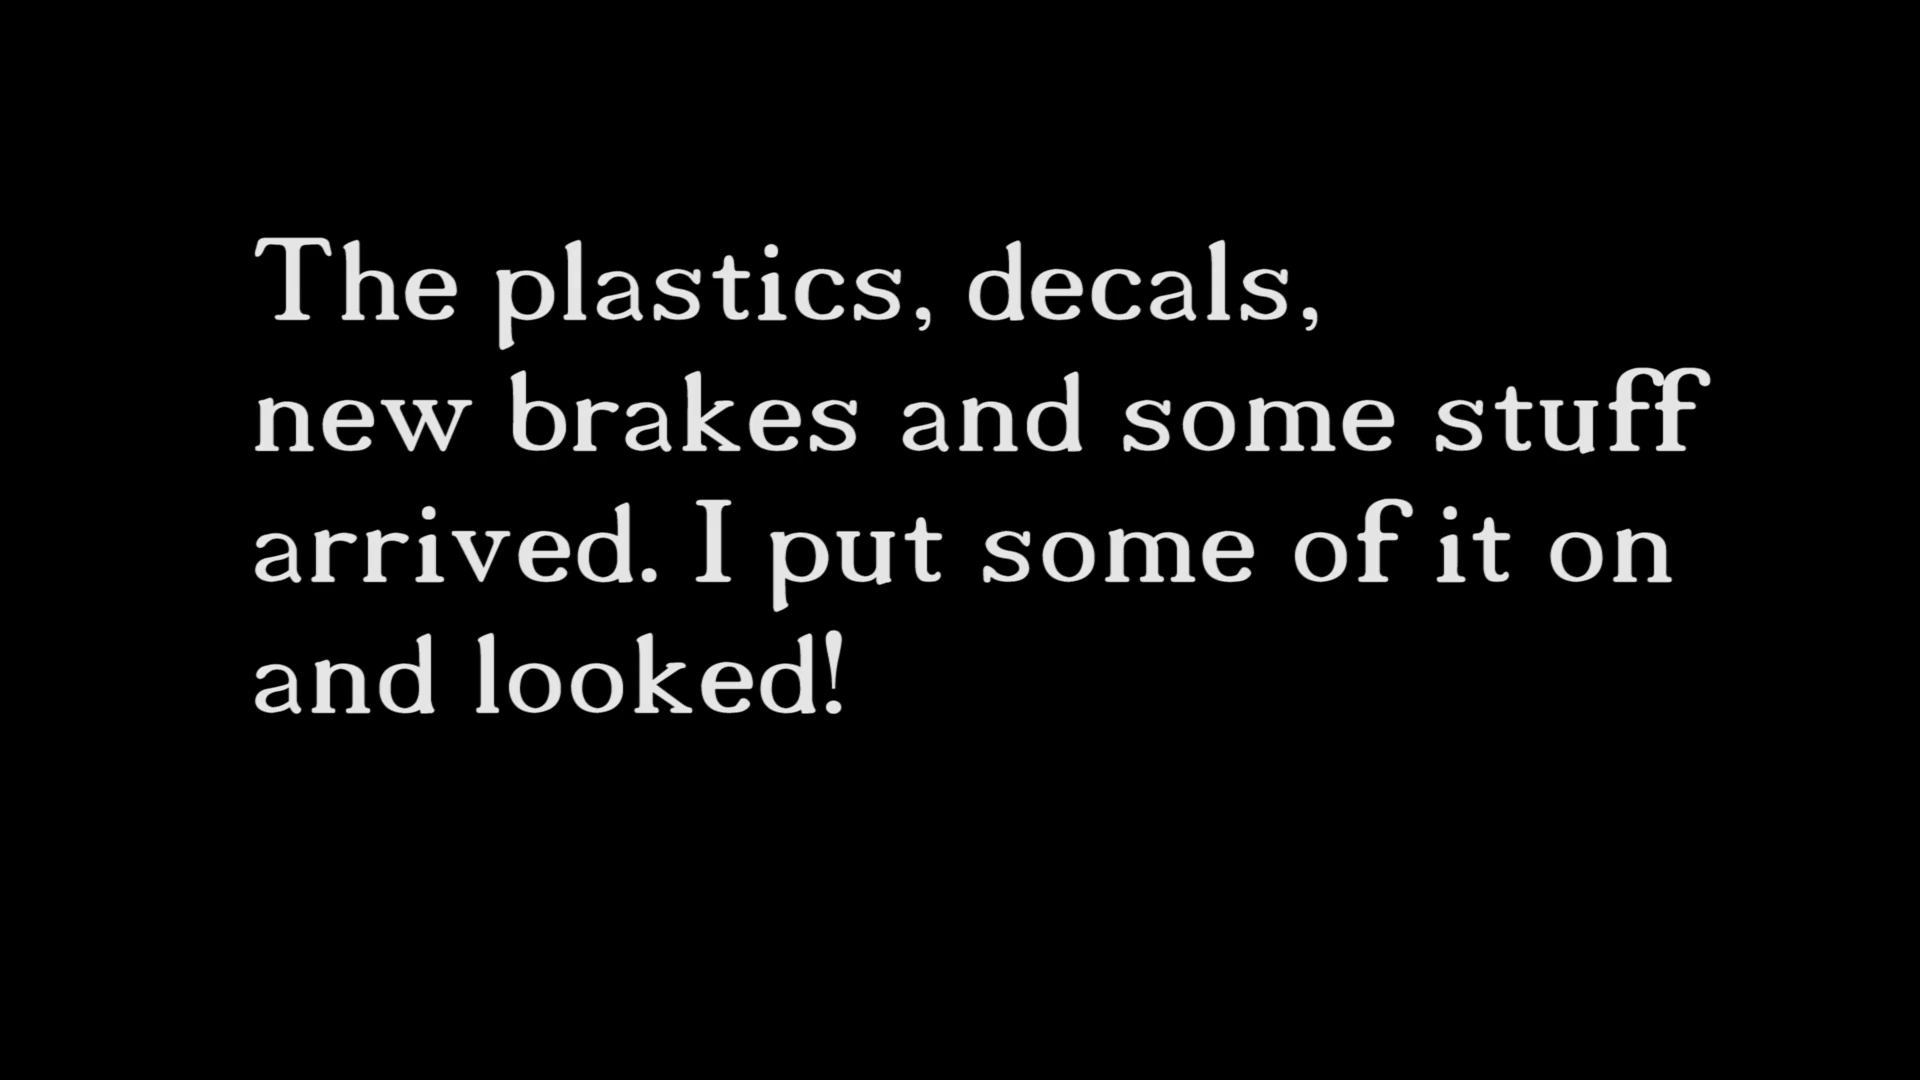 The plastics, decals,
new brakes and some stuff
arrived. I put some of it on
and looked!